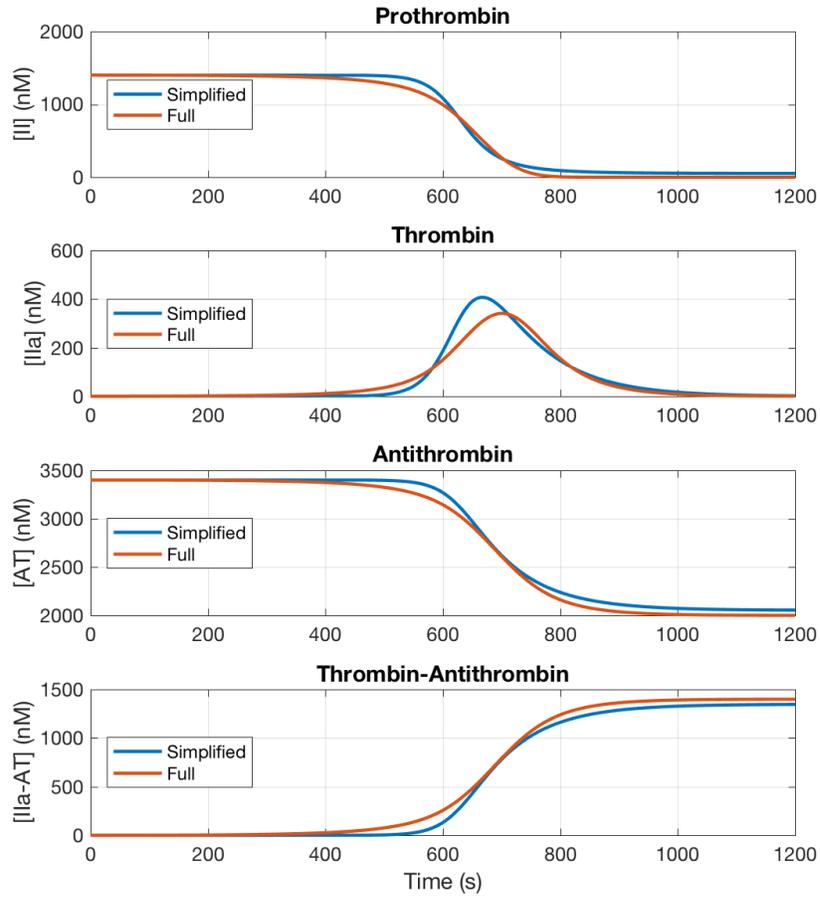 Prothrombin
2000
1000
0
[II] (nM)
Simplified
Full
0 200 400 600 800 1000 1200
Thrombin
600
400
200
0
[IIa] (nM)
Simplified
Full
0 200 400 600 800 1000 1200
Antithrombin
3500
3000
2500
2000
[AT] (nM)
Simplified
Full
0 200 400 600 800 1000 1200
Thrombin-Antithrombin
1500
1000
500
0
[IIa-AT] (nM)
Simplified
Full
0 200 400 600 800 1000 1200
Time (s)